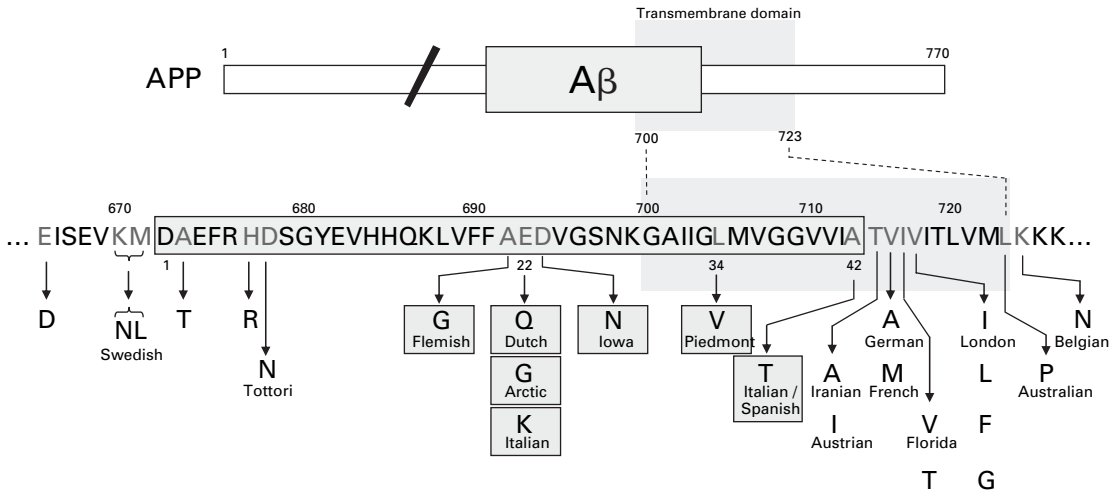 Transmembrane domain
1
770
APP
Aβ
700
723
670
680
690
700
710
720
... EISEVKMDAEFRHDSGYEVHHQKLVFFAEDVGSNKGAIIGLMVGGVVIATVIVITLVMLKKK...
1
22
34
42
D
NL
Swedish
T
R
N
Tottori
G
Flemish
Q
Dutch
G
Arctic
K
Italian
N
Iowa
V
Piedmont
T
Italian /
Spanish
A
Iranian
I
Austrian
A
German
M
French
V
Florida
T
I
London
L
F
G
P
Australian
N
Belgian